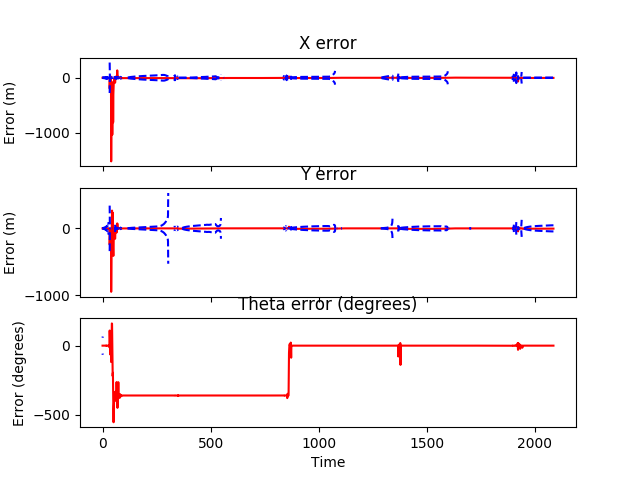 X error
0
−1000
Error (m)
Y error
0
−1000
Error (m)
Theta error (degrees)
0
−500
Error (degrees)
0 500 1000 1500 2000
Time